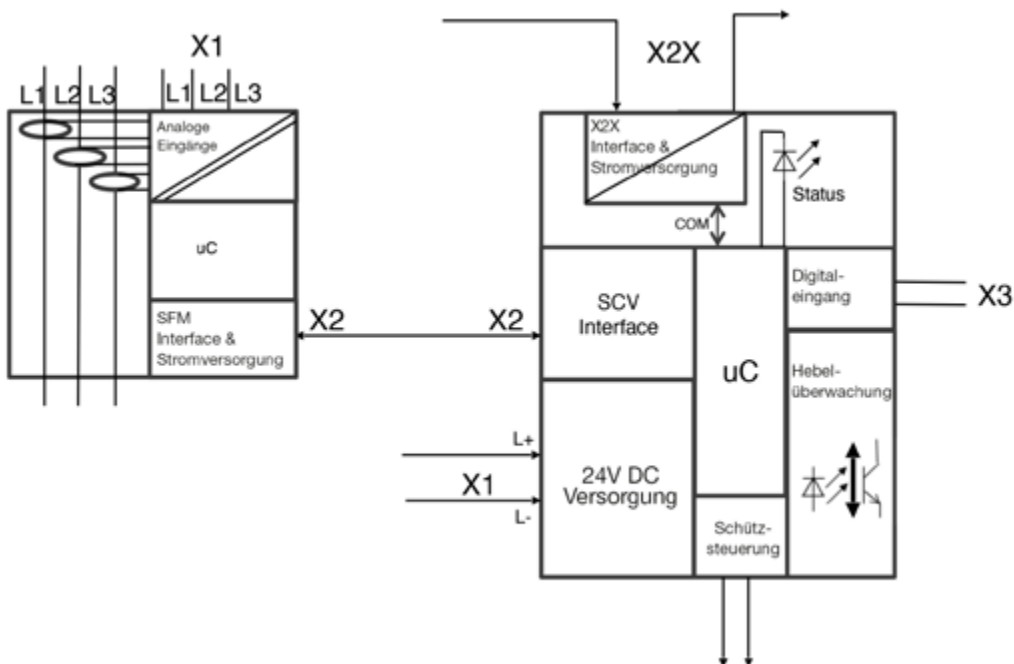 X1
L1 L2 L3
L1 L2 L3
Analoge
Eingänge
uC
SFM
Interface &
Stromversorgung
X2
X2
X2X
X2X
Interface &
Stromversorgung
COM
Status
SCV
Interface
uC
Digital-
eingang
X3
Hebel-
überwachung
L+
X1
L-
24V DC
Versorgung
Schütz-
steuerung